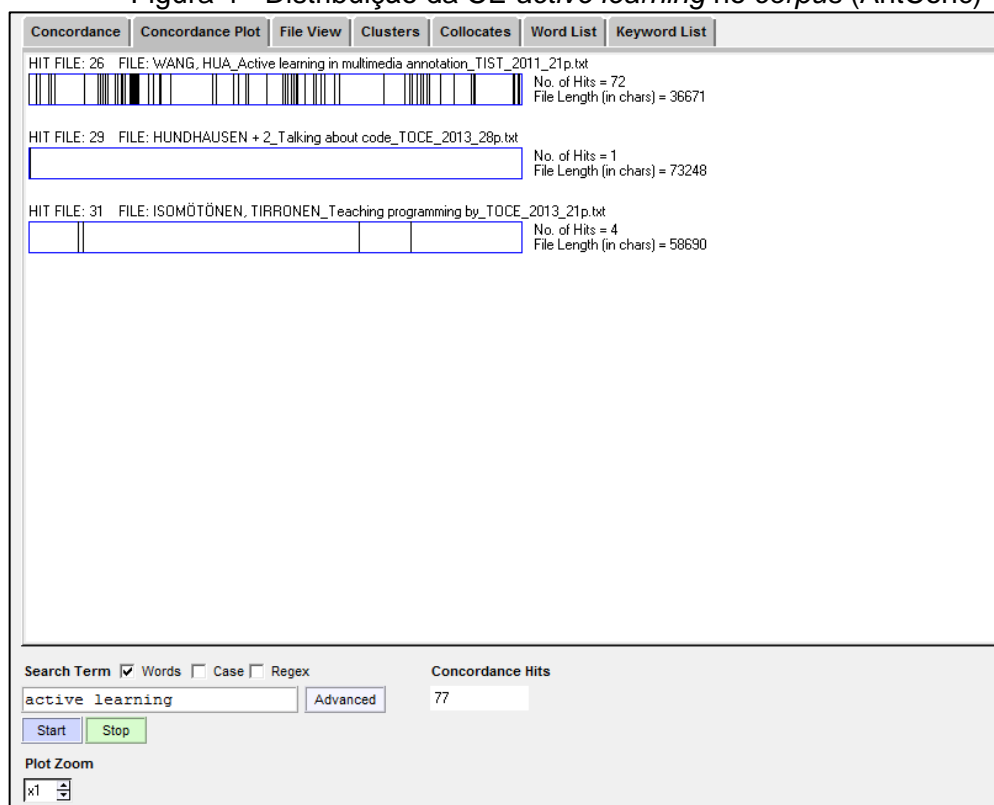 Figura 4 - Distribuição da CE active learning no corpus (AntConc)
Concordance Concordance Plot File View Clusters Collocates Word List Keyword List
HIT FILE: 26 FILE: WANG, HUA_Active learning in multimedia annotation_TIST_2011_21p.txt
No. of Hits = 72
File Length (in chars) = 36671
HIT FILE: 29 FILE: HUNDHAUSEN + 2_Talking about code_TOCE_2013_28p.txt
No. of Hits = 1
File Length (in chars) = 73248
HIT FILE: 31 FILE: ISOMÖTÖNEN, TIRRONEN_Teaching programming by_TOCE_2013_21p.txt
No. of Hits = 4
File Length (in chars) = 58690
Search Term Words Case Regex Concordance Hits
active learning Advanced 77
Start Stop
Plot Zoom
x1